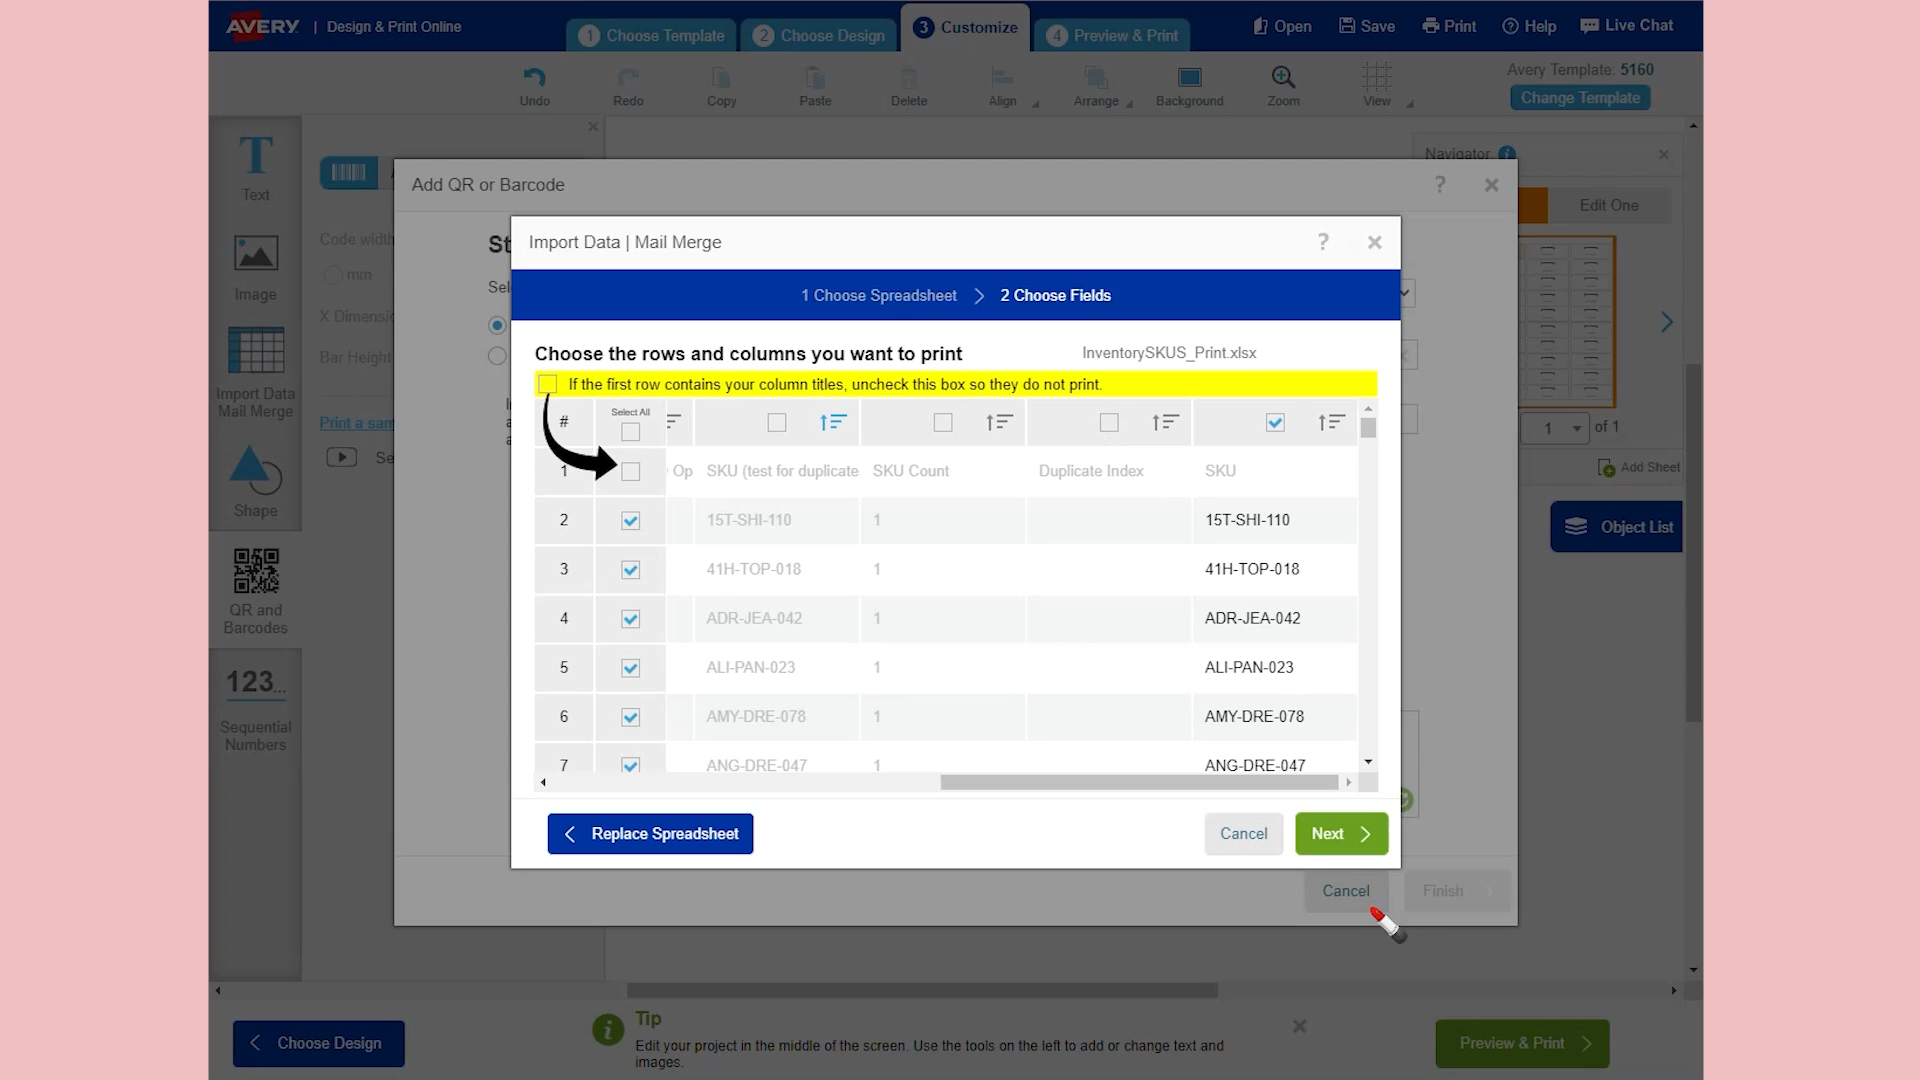 AVERY | Design & Print Online
1 Choose Template
2 Choose Design
3 Customize
4 Preview & Print
Open
Save
Print
? Help
Live Chat
Undo
Redo
Copy
Paste
Delete
Align
Arrange
Background
Zoom
View
Avery Template: 5160
Change Template
Text
Image
Import Data
Mail Merge
Shape
QR and
Barcodes
123...
Sequential
Numbers
Code width
mm
X Dimensio
Bar Height
Print a sam
Se
Navigator i
Edit One
1 of 1
Add Sheet
Object List
Add QR or Barcode ?
St
Sele
Import Data | Mail Merge ?
1 Choose Spreadsheet > 2 Choose Fields
Choose the rows and columns you want to print InventorySKUS_Print.xlsx
If the first row contains your column titles, uncheck this box so they do not print.
# Select All
1 Op SKU (test for duplicate SKU Count Duplicate Index SKU
2 15T-SHI-110 1 15T-SHI-110
3 41H-TOP-018 1 41H-TOP-018
4 ADR-JEA-042 1 ADR-JEA-042
5 ALI-PAN-023 1 ALI-PAN-023
6 AMY-DRE-078 1 AMY-DRE-078
7 ANG-DRE-047 1 ANG-DRE-047
Replace Spreadsheet
Cancel
Next
Cancel
Finish
Choose Design
Tip
Edit your project in the middle of the screen. Use the tools on the left to add or change text and
images.
Preview & Print